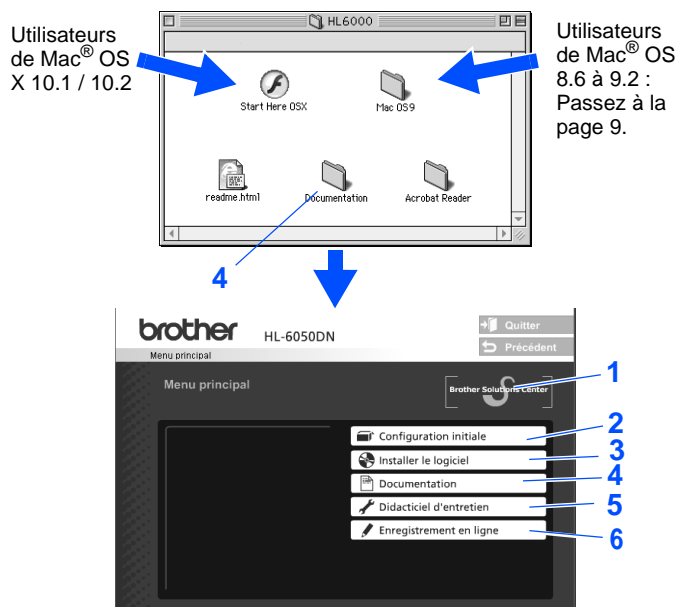 Utilisateurs
de Mac® OS
X 10.1 / 10.2
HL6000
Utilisateurs
de Mac® OS
8.6 à 9.2 :
Passez à la
page 9.
Start Here OSX
Mac OS9
readme.html
Documentation
Acrobat Reader
4
brother
HL-6050DN
Quitter
Précédent
Menu principal
Menu principal
Brother Solutions Center
1
Configuration initiale
2
Installer le logiciel
3
Documentation
4
Didacticiel d'entretien
5
Enregistrement en ligne
6